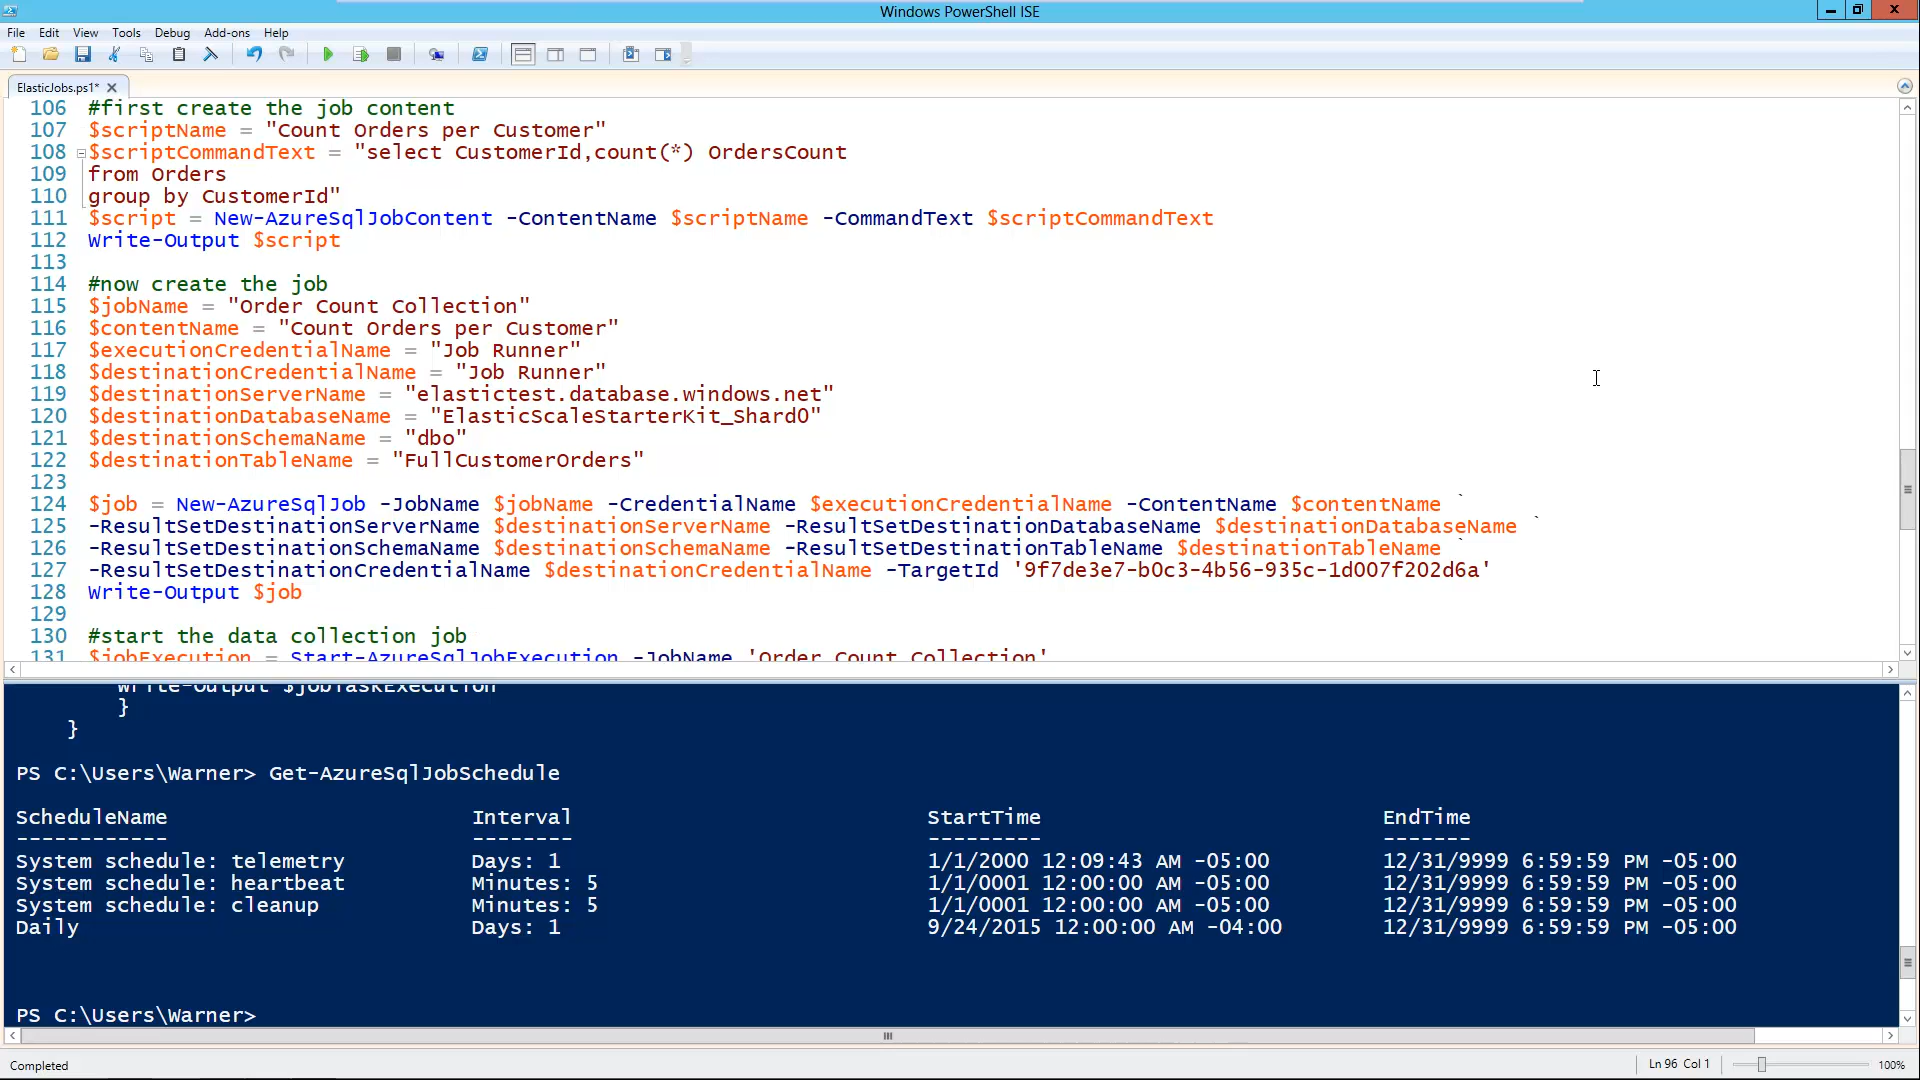 Windows PowerShell ISE
File Edit View Tools Debug Add-ons Help
ElasticJobs.ps1*
106 #first create the job content
107 $scriptName = "Count Orders per Customer"
108 $scriptCommandText = "select CustomerId,count(*) OrdersCount
109 from Orders
110 group by CustomerId"
111 $script = New-AzureSqlJobContent -ContentName $scriptName -CommandText $scriptCommandText
112 Write-Output $script
113
114 #now create the job
115 $jobName = "Order Count Collection"
116 $contentName = "Count Orders per Customer"
117 $executionCredentialName = "Job Runner"
118 $destinationCredentialName = "Job Runner"
119 $destinationServerName = "elastictest.database.windows.net"
120 $destinationDatabaseName = "ElasticScaleStarterKit_Shard0"
121 $destinationSchemaName = "dbo"
122 $destinationTableName = "FullCustomerOrders"
123
124 $job = New-AzureSqlJob -JobName $jobName -CredentialName $executionCredentialName -ContentName $contentName `
125 -ResultSetDestinationServerName $destinationServerName -ResultSetDestinationDatabaseName $destinationDatabaseName `
126 -ResultSetDestinationSchemaName $destinationSchemaName -ResultSetDestinationTableName $destinationTableName `
127 -ResultSetDestinationCredentialName $destinationCredentialName -TargetId '9f7de3e7-b0c3-4b56-935c-1d007f202d6a'
128 Write-Output $job
129
130 #start the data collection job
131 $jobExecution = Start-AzureSqlJobExecution -JobName 'Order Count Collection'
Write-Output $jobTaskExecution
}
}
PS C:\Users\Warner> Get-AzureSqlJobSchedule
ScheduleName Interval StartTime EndTime
------------ -------- --------- -------
System schedule: telemetry Days: 1 1/1/2000 12:09:43 AM -05:00 12/31/9999 6:59:59 PM -05:00
System schedule: heartbeat Minutes: 5 1/1/0001 12:00:00 AM -05:00 12/31/9999 6:59:59 PM -05:00
System schedule: cleanup Minutes: 5 1/1/0001 12:00:00 AM -05:00 12/31/9999 6:59:59 PM -05:00
Daily Days: 1 9/24/2015 12:00:00 AM -04:00 12/31/9999 6:59:59 PM -05:00
PS C:\Users\Warner>
Completed Ln 96 Col 1 100%